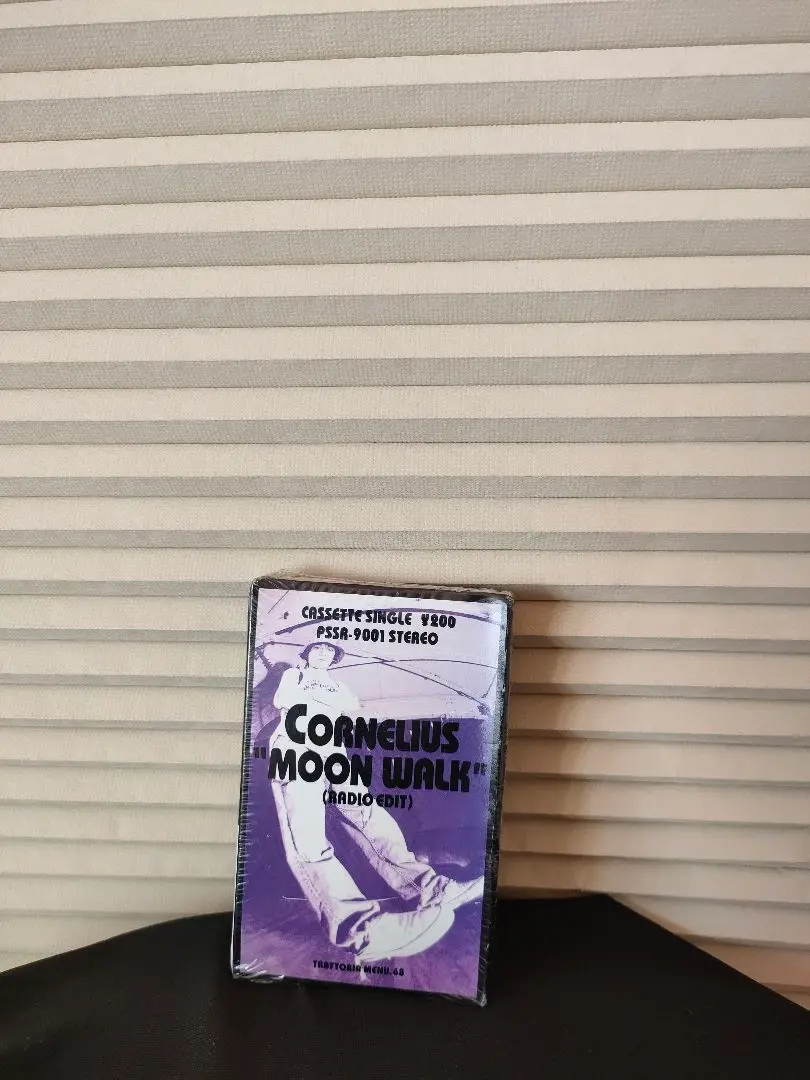 CASSETTE SINGLE ¥200
PSSR-9001 STEREO
CORNELIUS
"MOON WALK"
(RADIO EDIT)
TRATTORIA MENU.68